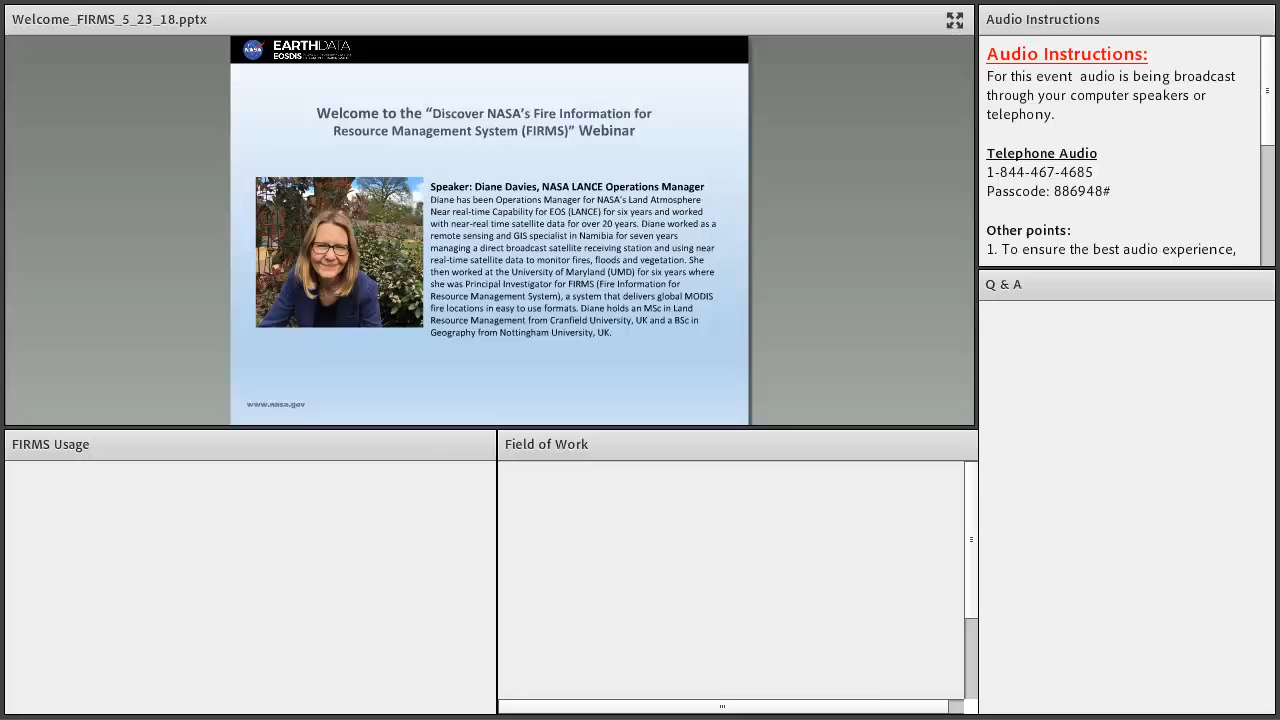 Welcome_FIRMS_5_23_18.pptx
NASA
EARTHDATA
EOSDIS
Welcome to the “Discover NASA’s Fire Information for
Resource Management System (FIRMS)” Webinar
Speaker: Diane Davies, NASA LANCE Operations Manager
Diane has been Operations Manager for NASA’s Land Atmosphere
Near real-time Capability for EOS (LANCE) for six years and worked
with near-real time satellite data for over 20 years. Diane worked as a
remote sensing and GIS specialist in Namibia for seven years
managing a direct broadcast satellite receiving station and using near
real-time satellite data to monitor fires, floods and vegetation. She
then worked at the University of Maryland (UMD) for six years where
she was Principal Investigator for FIRMS (Fire Information for
Resource Management System), a system that delivers global MODIS
fire locations in easy to use formats. Diane holds an MSc in Land
Resource Management from Cranfield University, UK and a BSc in
Geography from Nottingham University, UK.
www.nasa.gov
Audio Instructions
Audio Instructions:
For this event audio is being broadcast
through your computer speakers or
telephony.
Telephone Audio
1-844-467-4685
Passcode: 886948#
Other points:
1. To ensure the best audio experience,
Q & A
FIRMS Usage
Field of Work